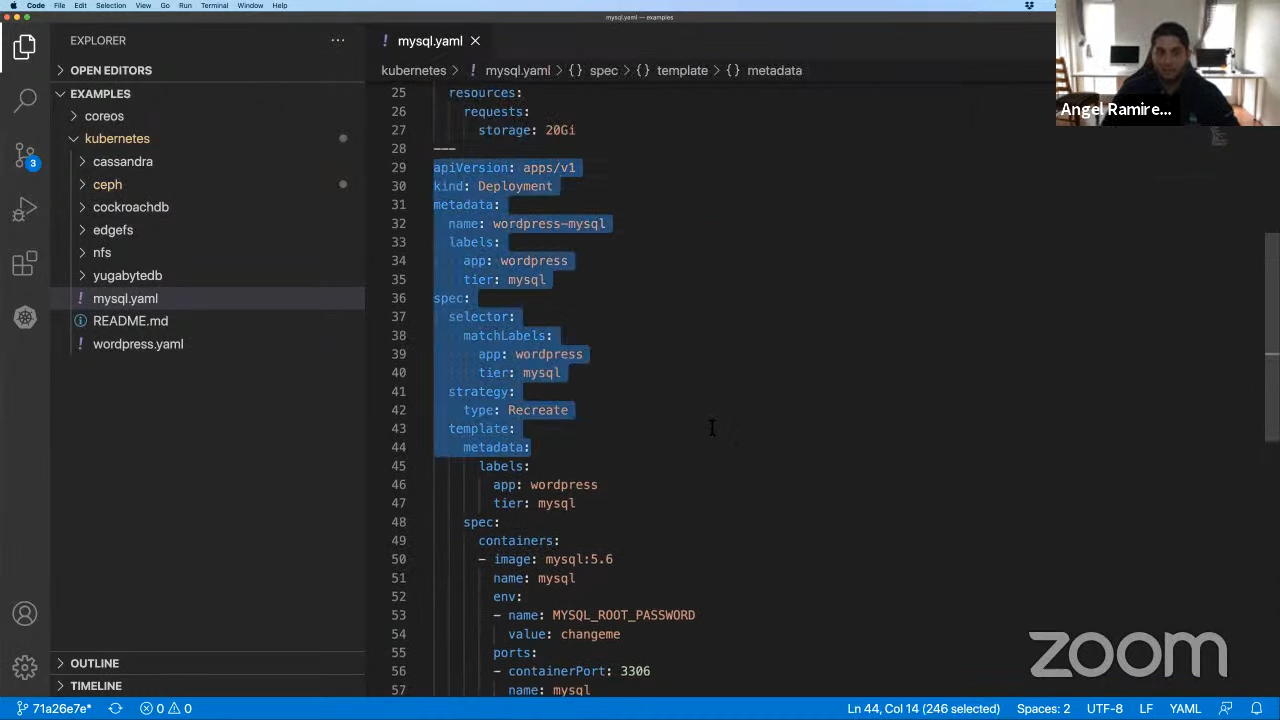 Code File Edit Selection View Go Run Terminal Window Help
mysql.yaml — examples
EXPLORER
mysql.yaml
OPEN EDITORS
kubernetes > mysql.yaml > {} spec > {} template > {} metadata
EXAMPLES
coreos
kubernetes
cassandra
ceph
cockroachdb
edgefs
nfs
yugabytedb
mysql.yaml
README.md
wordpress.yaml
OUTLINE
TIMELINE
3
25 resources:
26 requests:
27 storage: 20Gi
28 ---
29 apiVersion: apps/v1
30 kind: Deployment
31 metadata:
32 name: wordpress-mysql
33 labels:
34 app: wordpress
35 tier: mysql
36 spec:
37 selector:
38 matchLabels:
39 app: wordpress
40 tier: mysql
41 strategy:
42 type: Recreate
43 template:
44 metadata:
45 labels:
46 app: wordpress
47 tier: mysql
48 spec:
49 containers:
50 - image: mysql:5.6
51 name: mysql
52 env:
53 - name: MYSQL_ROOT_PASSWORD
54 value: changeme
55 ports:
56 - containerPort: 3306
57 name: mysql
Angel Ramire...
zoom
71a26e7e* 0 0 Ln 44, Col 14 (246 selected) Spaces: 2 UTF-8 LF YAML